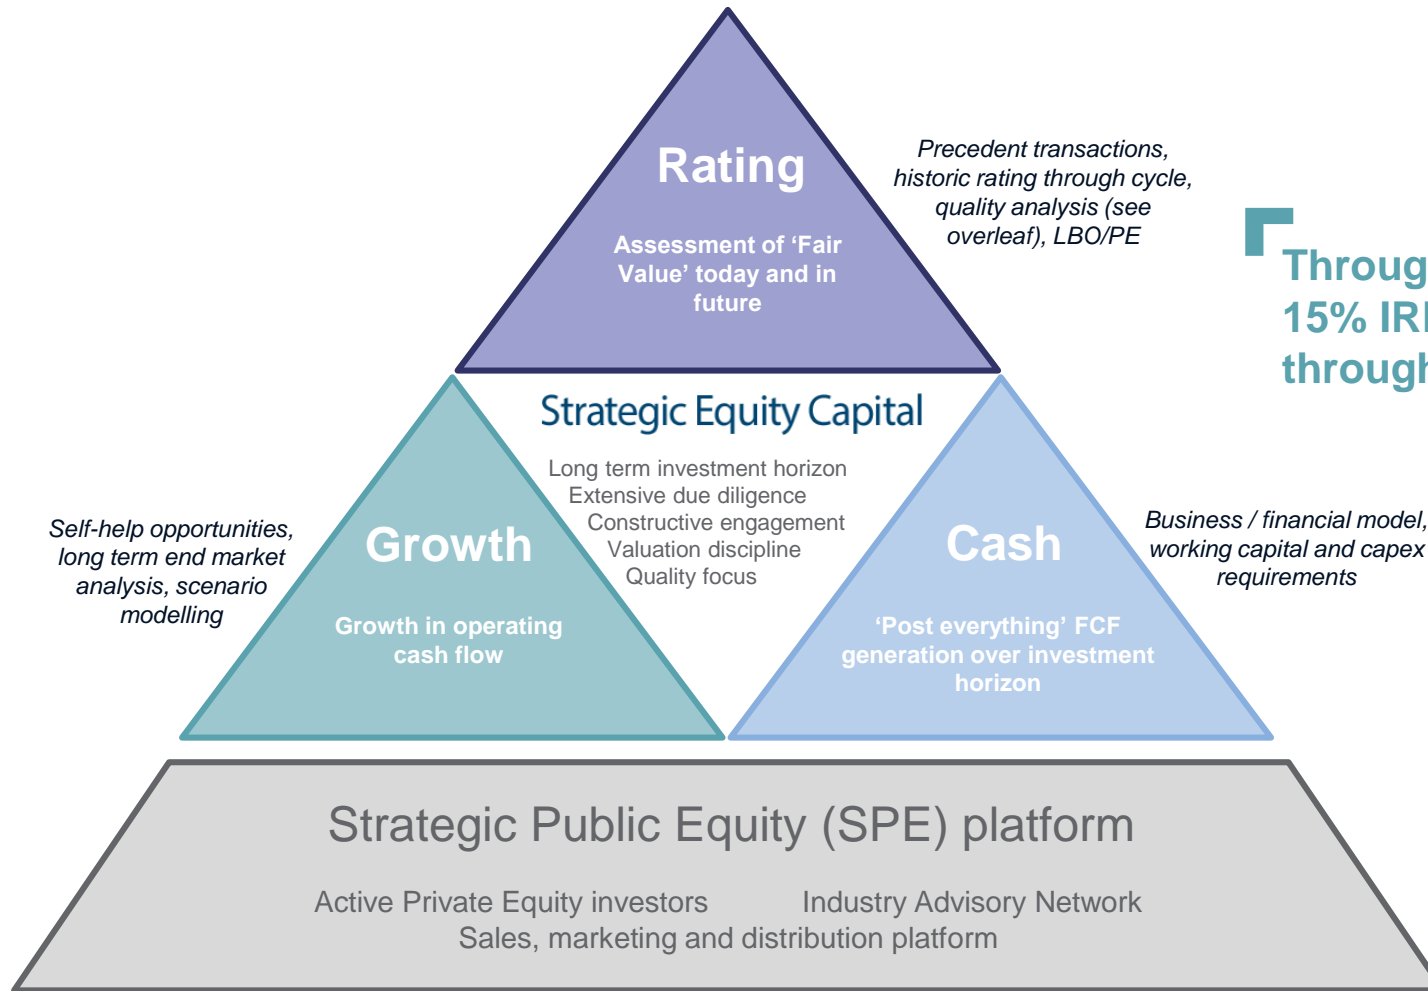 Rating
Assessment of ‘Fair
Value’ today and in
future
Precedent transactions,
historic rating through cycle,
quality analysis (see
overleaf), LBO/PE
15%
Strategic Equity Capital
Long term investment horizon
Extensive due diligence
Constructive engagement
Valuation discipline
Quality focus
Self-help opportunities,
long term end market
analysis, scenario
modelling
Growth
Growth in operating
cash flow
Cash
‘Post everything’ FCF
generation over investment
horizon
Business / financial model,
working capital and capex
requirements
Strategic Public Equity (SPE) platform
Active Private Equity investors Industry Advisory Network
Sales, marketing and distribution platform